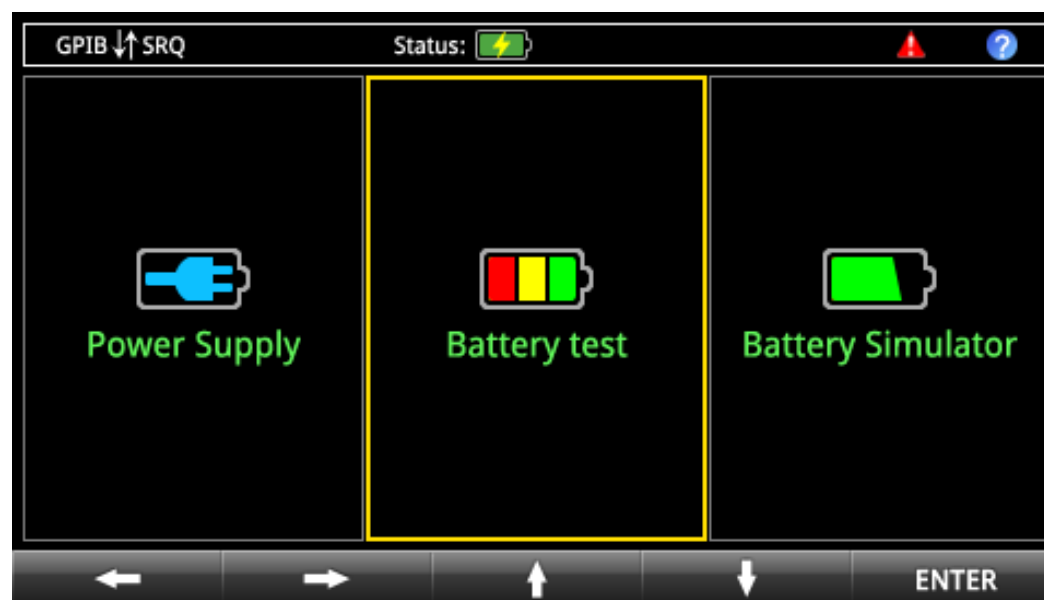 GPIB ↓↑ SRQ
Status:
?
Power Supply
Battery test
Battery Simulator
ENTER